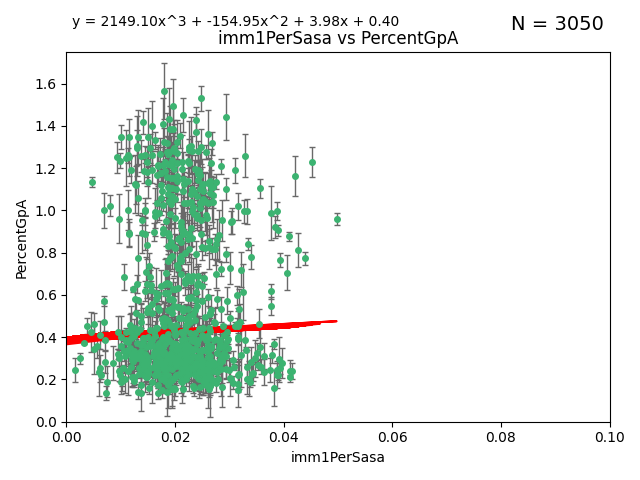 y = 2149.10x^3 + -154.95x^2 + 3.98x + 0.40
N = 3050
imm1PerSasa vs PercentGpA
1.6
1.4
1.2
1.0
0.8
0.6
0.4
0.2
0.0
PercentGpA
0.00 0.02 0.04 0.06 0.08 0.10
imm1PerSasa